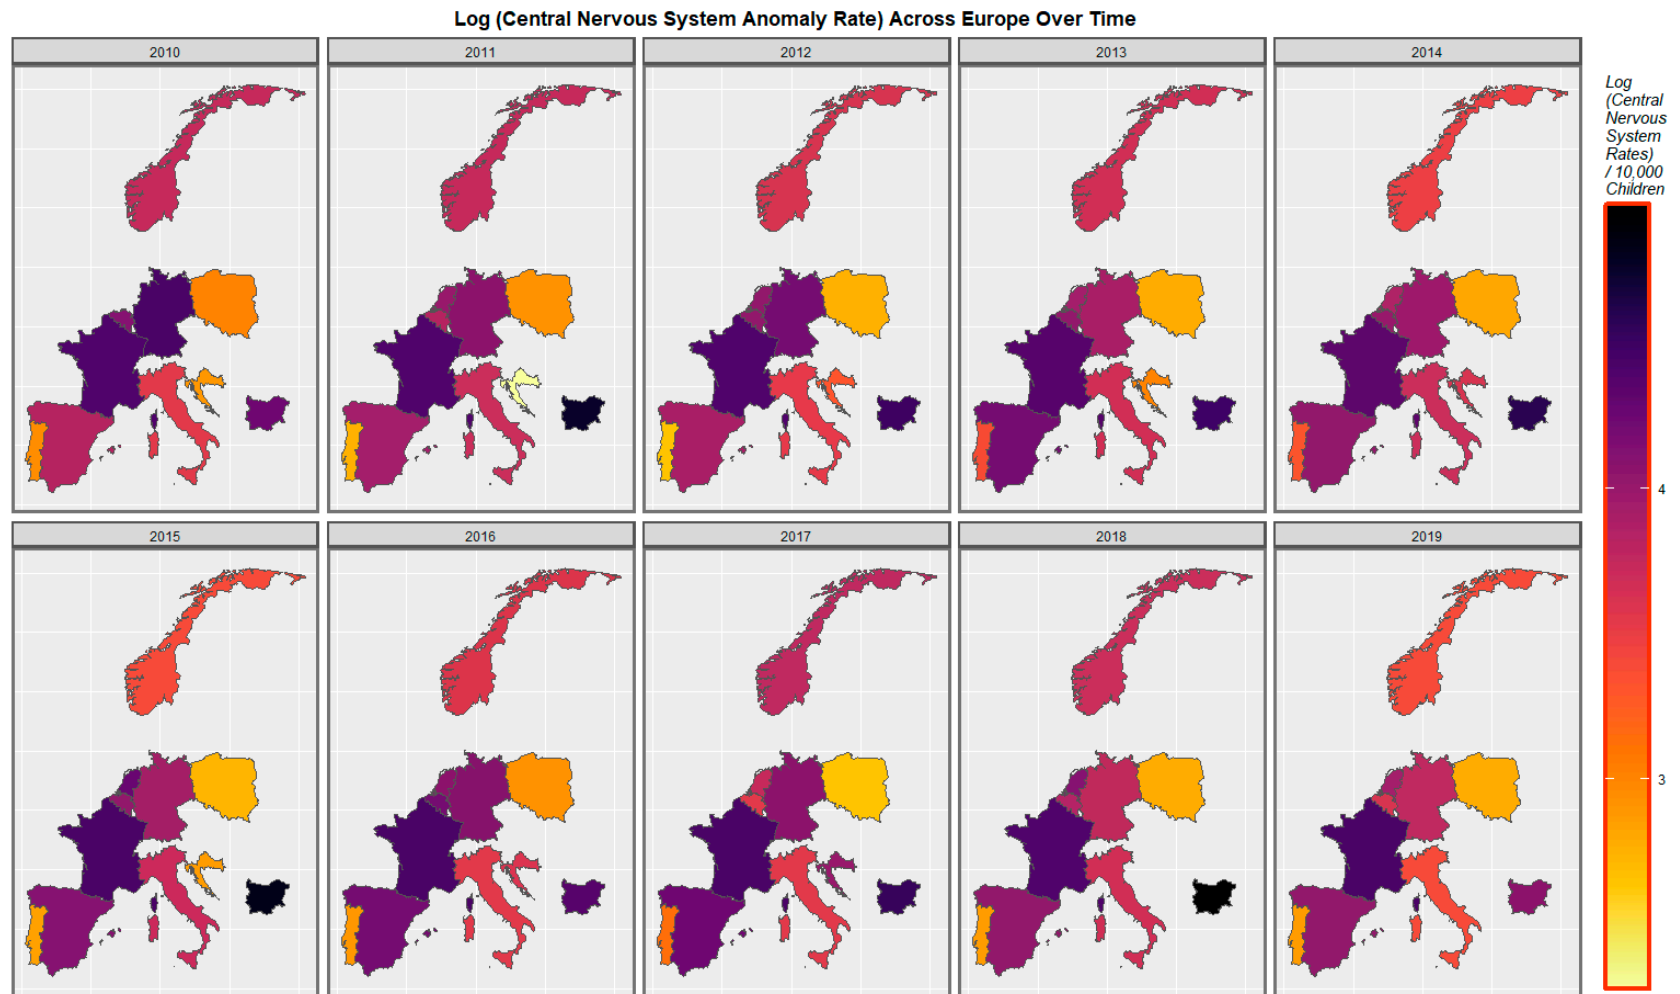 Log (Central Nervous System Anomaly Rate) Across Europe Over Time
2010
2011
2012
2013
2014
Log
(Central
Nervous
System
Rates)
/ 10,000
Children
4
3
2015
2016
2017
2018
2019